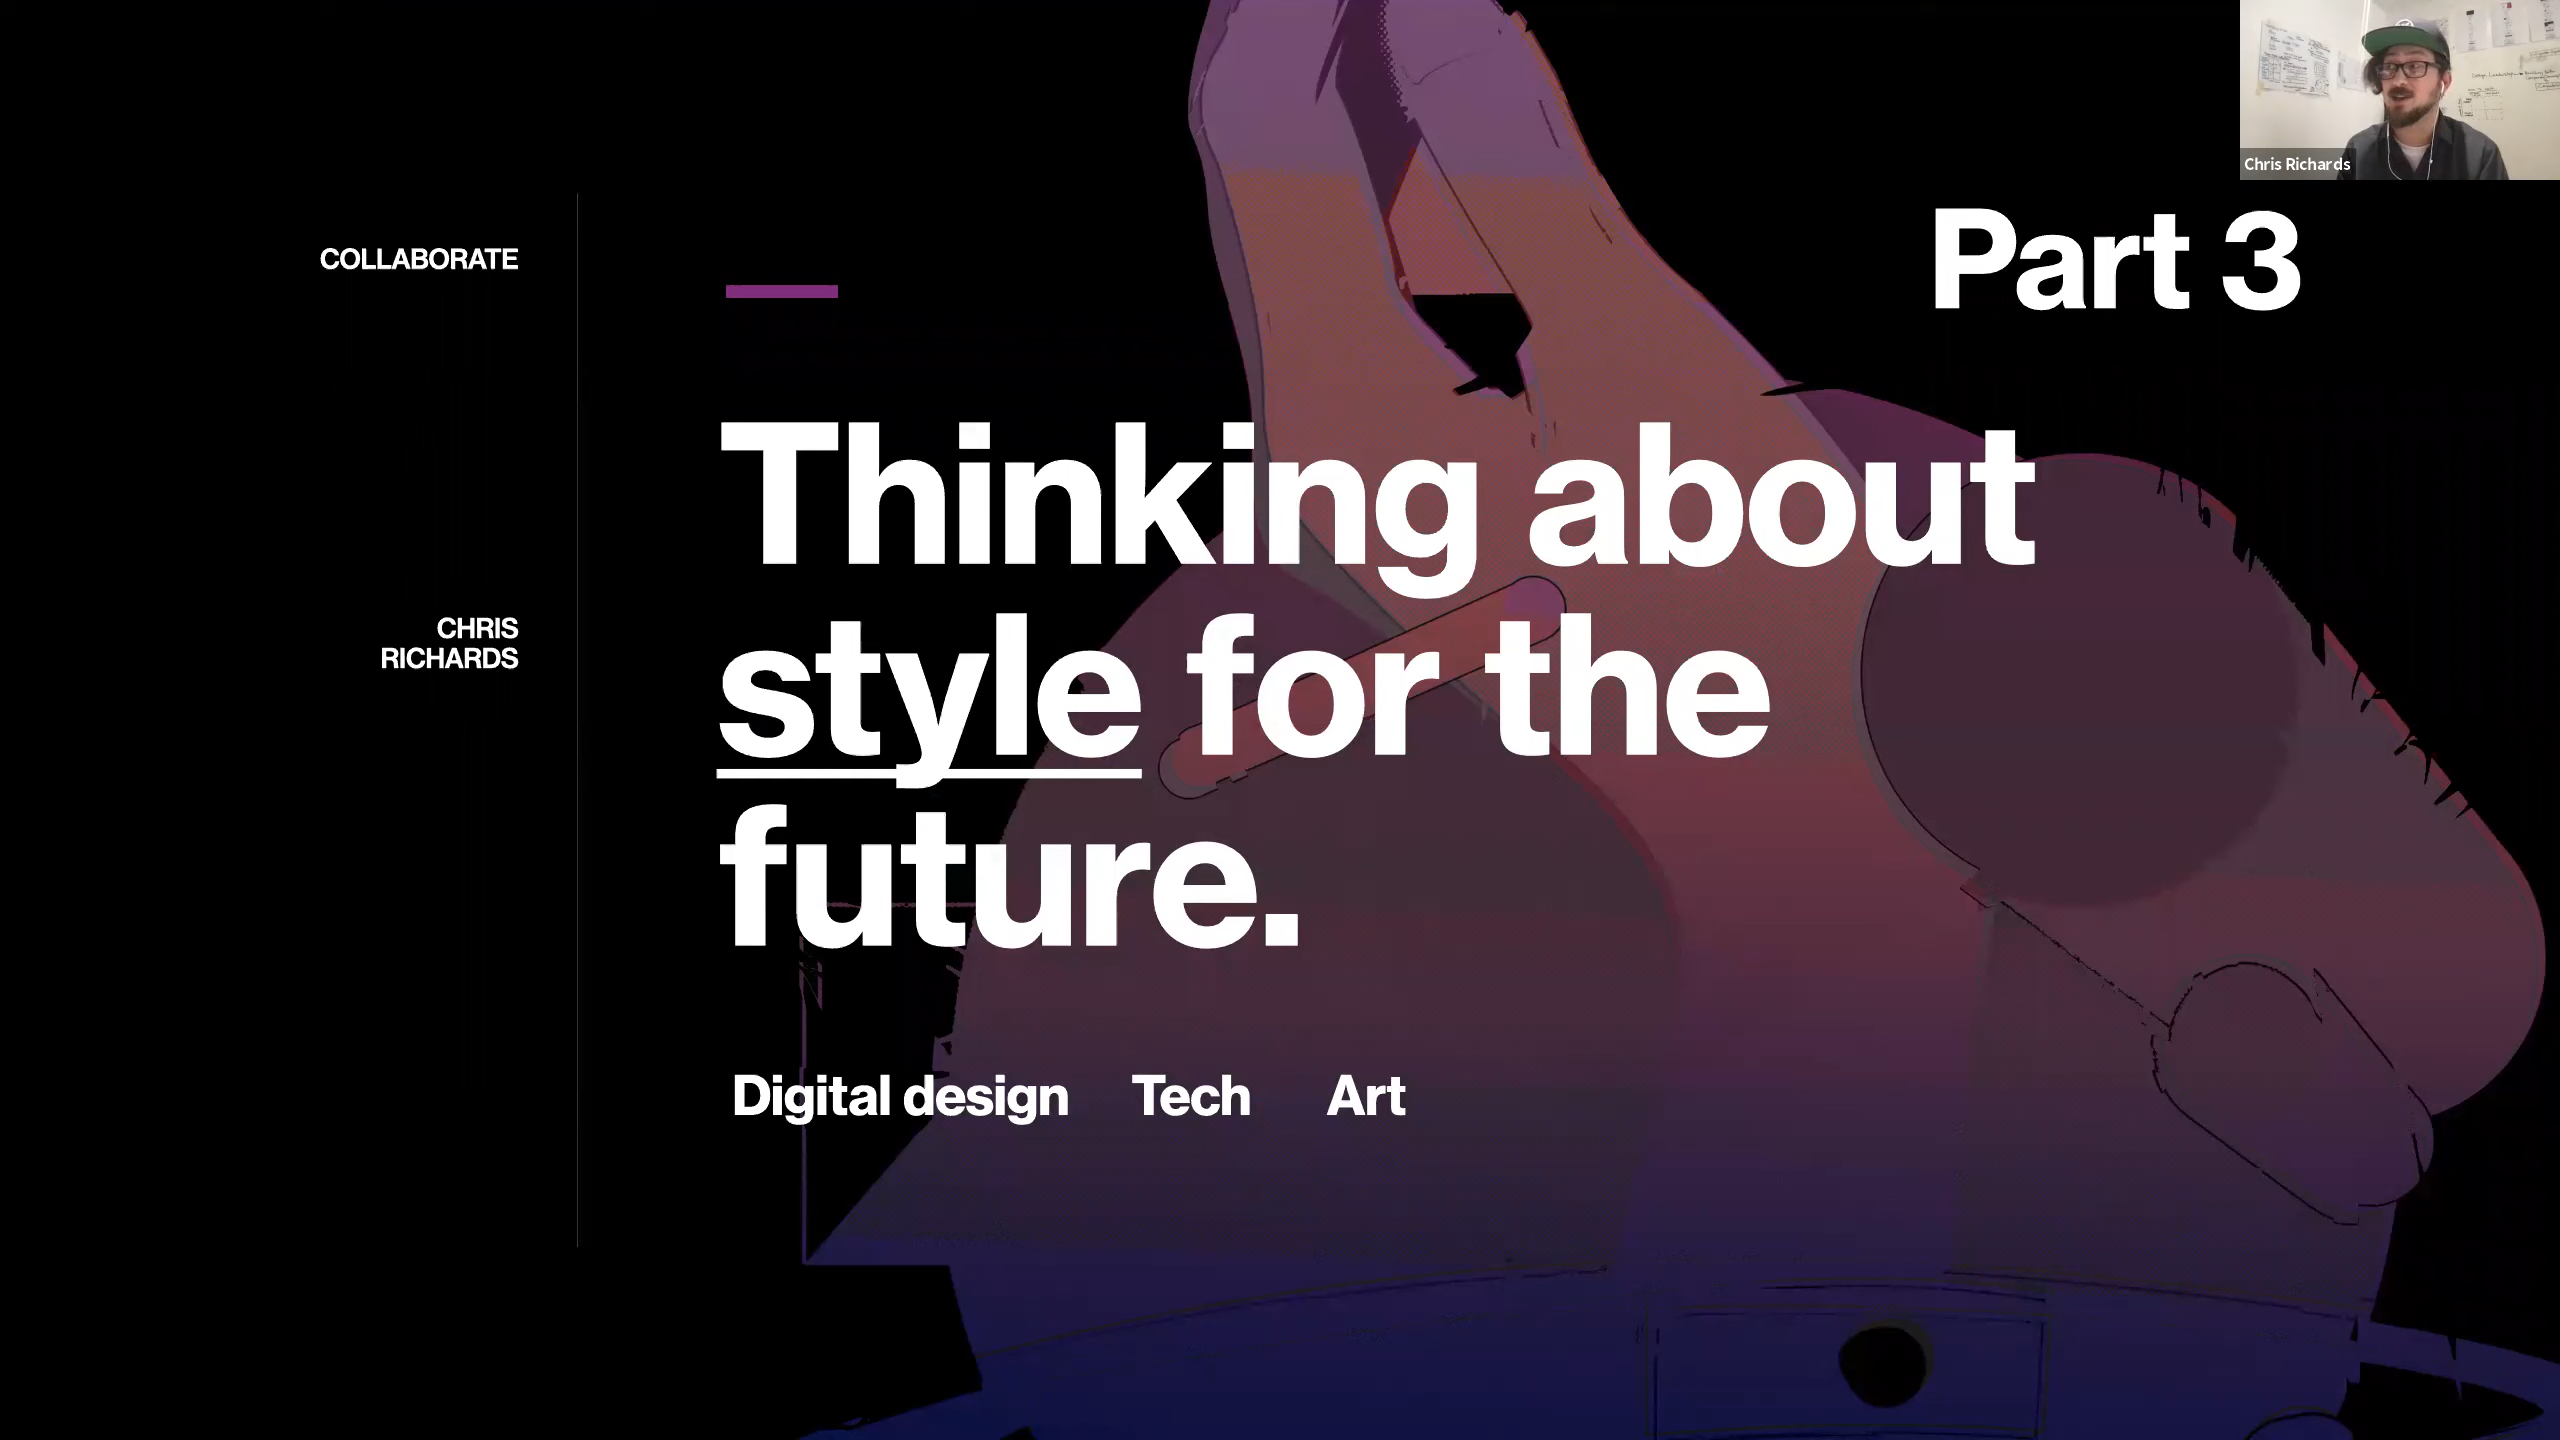 Chris Richards
COLLABORATE
Part 3
Thinking about
style for the
future.
CHRIS
RICHARDS
Digital design Tech Art